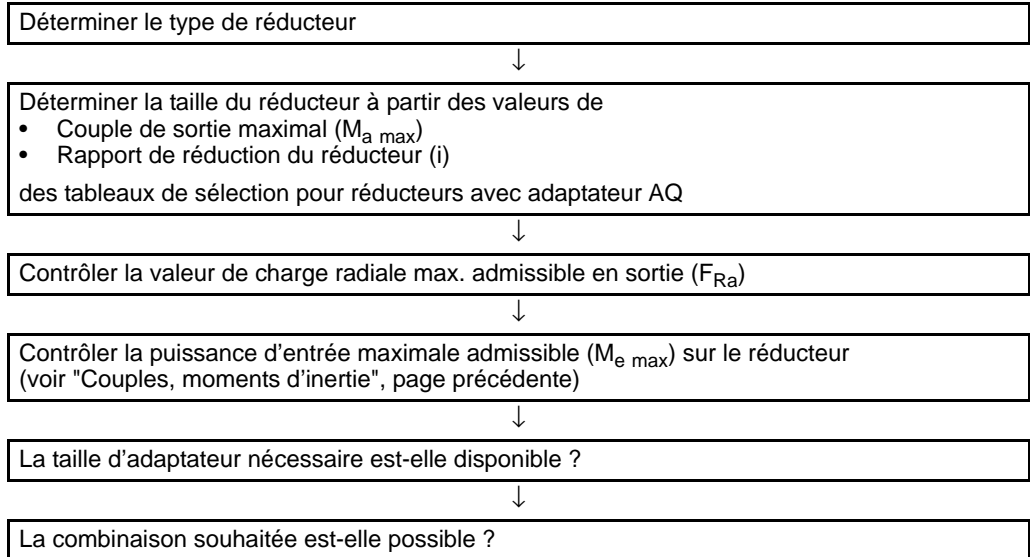 Déterminer le type de réducteur
↓
Déterminer la taille du réducteur à partir des valeurs de
• Couple de sortie maximal (Ma max)
• Rapport de réduction du réducteur (i)
des tableaux de sélection pour réducteurs avec adaptateur AQ
↓
Contrôler la valeur de charge radiale max. admissible en sortie (FRa)
↓
Contrôler la puissance d'entrée maximale admissible (Me max) sur le réducteur
(voir "Couples, moments d'inertie", page précédente)
↓
La taille d'adaptateur nécessaire est-elle disponible ?
↓
La combinaison souhaitée est-elle possible ?